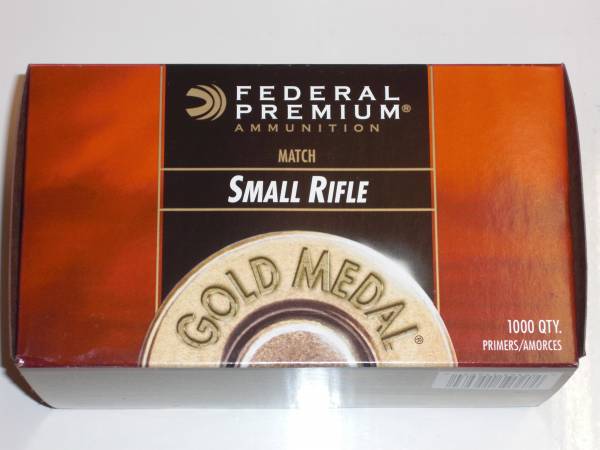 FEDERAL
PREMIUM®
AMMUNITION
MATCH
SMALL RIFLE
GOLD MEDAL®
1000 QTY.
PRIMERS/AMORCES